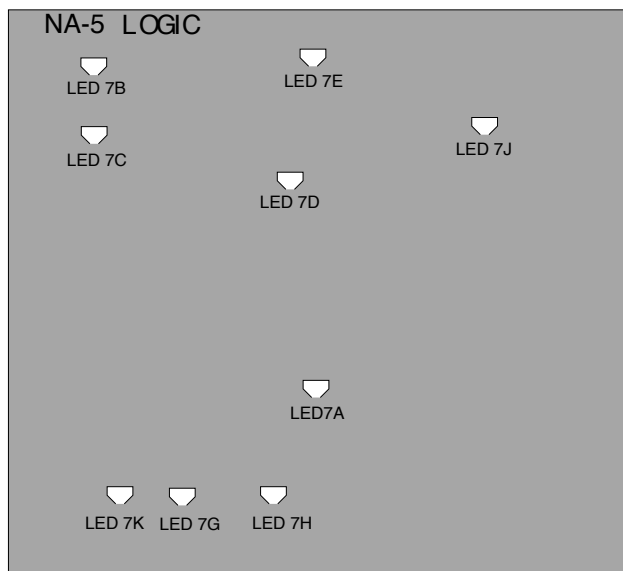 NA-5 LOGIC
LED 7B
LED 7E
LED 7C
LED 7J
LED 7D
LED7A
LED 7K
LED 7G
LED 7H